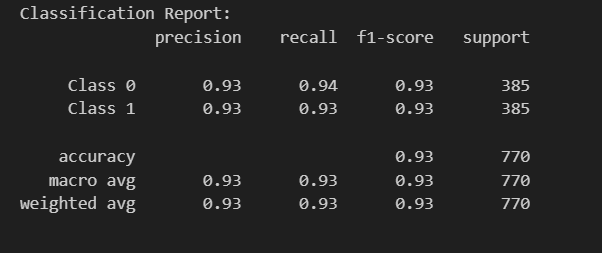 Classification Report:
precision recall f1-score support
Class 0 0.93 0.94 0.93 385
Class 1 0.93 0.93 0.93 385
accuracy 0.93 770
macro avg 0.93 0.93 0.93 770
weighted avg 0.93 0.93 0.93 770